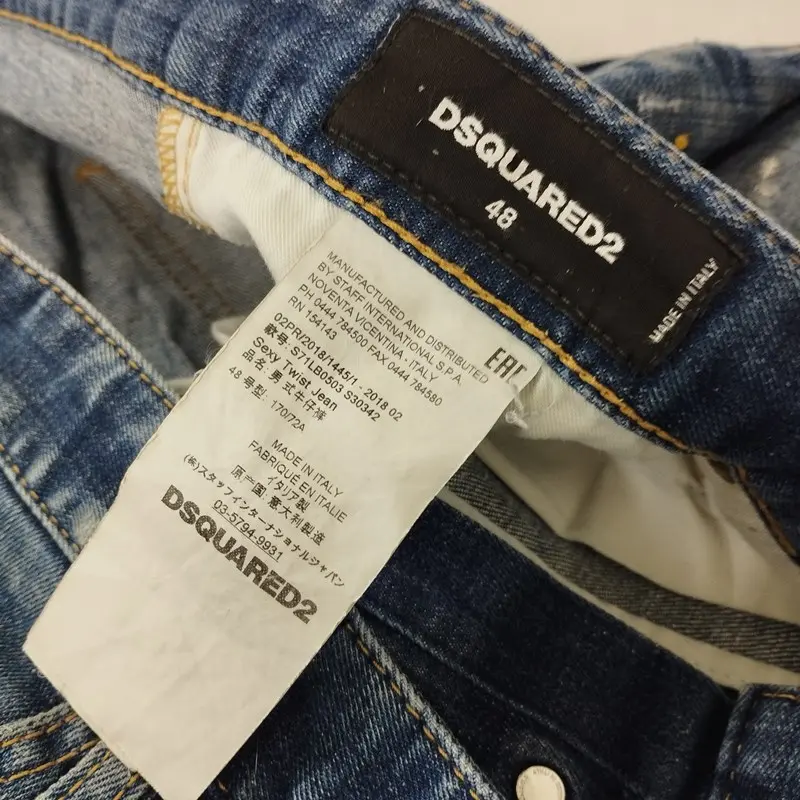 DSQUARED2
48
MADE IN ITALY
MANUFACTURED AND DISTRIBUTED
BY STAFF INTERNATIONAL S.P.A.
NOVENTA VICENTINA, ITALY
PH 0444 784500 FAX 0444 784580
RN 154143
EAC
02PR/2018/1445/1 - 2018 02
款号: S71LB0503 S30342
Sexy Twist Jean
品名 男式牛仔裤
48 号型: 170/72A
MADE IN ITALY
FABRIQUÉ EN ITALIE
イタリア製
原产国 意大利制造
(株)スタッフインターナショナルジャパン
03-5794-9931
DSQUARED2